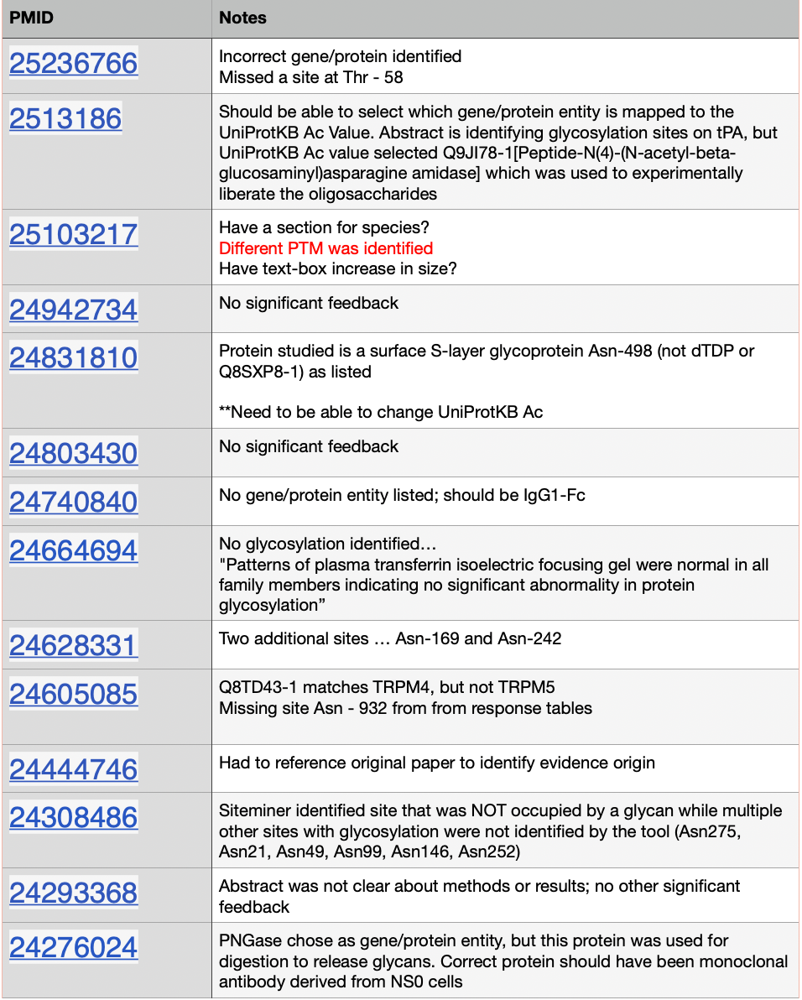 PMID Notes
25236766 Incorrect gene/protein identified
Missed a site at Thr - 58
2513186 Should be able to select which gene/protein entity is mapped to the
UniProtKB Ac Value. Abstract is identifying glycosylation sites on tPA, but
UniProtKB Ac value selected Q9JI78-1[Peptide-N(4)-(N-acetyl-beta-
glucosaminyl)asparagine amidase] which was used to experimentally
liberate the oligosaccharides
25103217 Have a section for species?
Different PTM was identified
Have text-box increase in size?
24942734 No significant feedback
24831810 Protein studied is a surface S-layer glycoprotein Asn-498 (not dTDP or
Q8SXP8-1) as listed
**Need to be able to change UniProtKB Ac
24803430 No significant feedback
24740840 No gene/protein entity listed; should be IgG1-Fc
24664694 No glycosylation identified…
"Patterns of plasma transferrin isoelectric focusing gel were normal in all
family members indicating no significant abnormality in protein
glycosylation”
24628331 Two additional sites … Asn-169 and Asn-242
24605085 Q8TD43-1 matches TRPM4, but not TRPM5
Missing site Asn - 932 from from response tables
24444746 Had to reference original paper to identify evidence origin
24308486 Siteminer identified site that was NOT occupied by a glycan while multiple
other sites with glycosylation were not identified by the tool (Asn275,
Asn21, Asn49, Asn99, Asn146, Asn252)
24293368 Abstract was not clear about methods or results; no other significant
feedback
24276024 PNGase chose as gene/protein entity, but this protein was used for
digestion to release glycans. Correct protein should have been monoclonal
antibody derived from NS0 cells